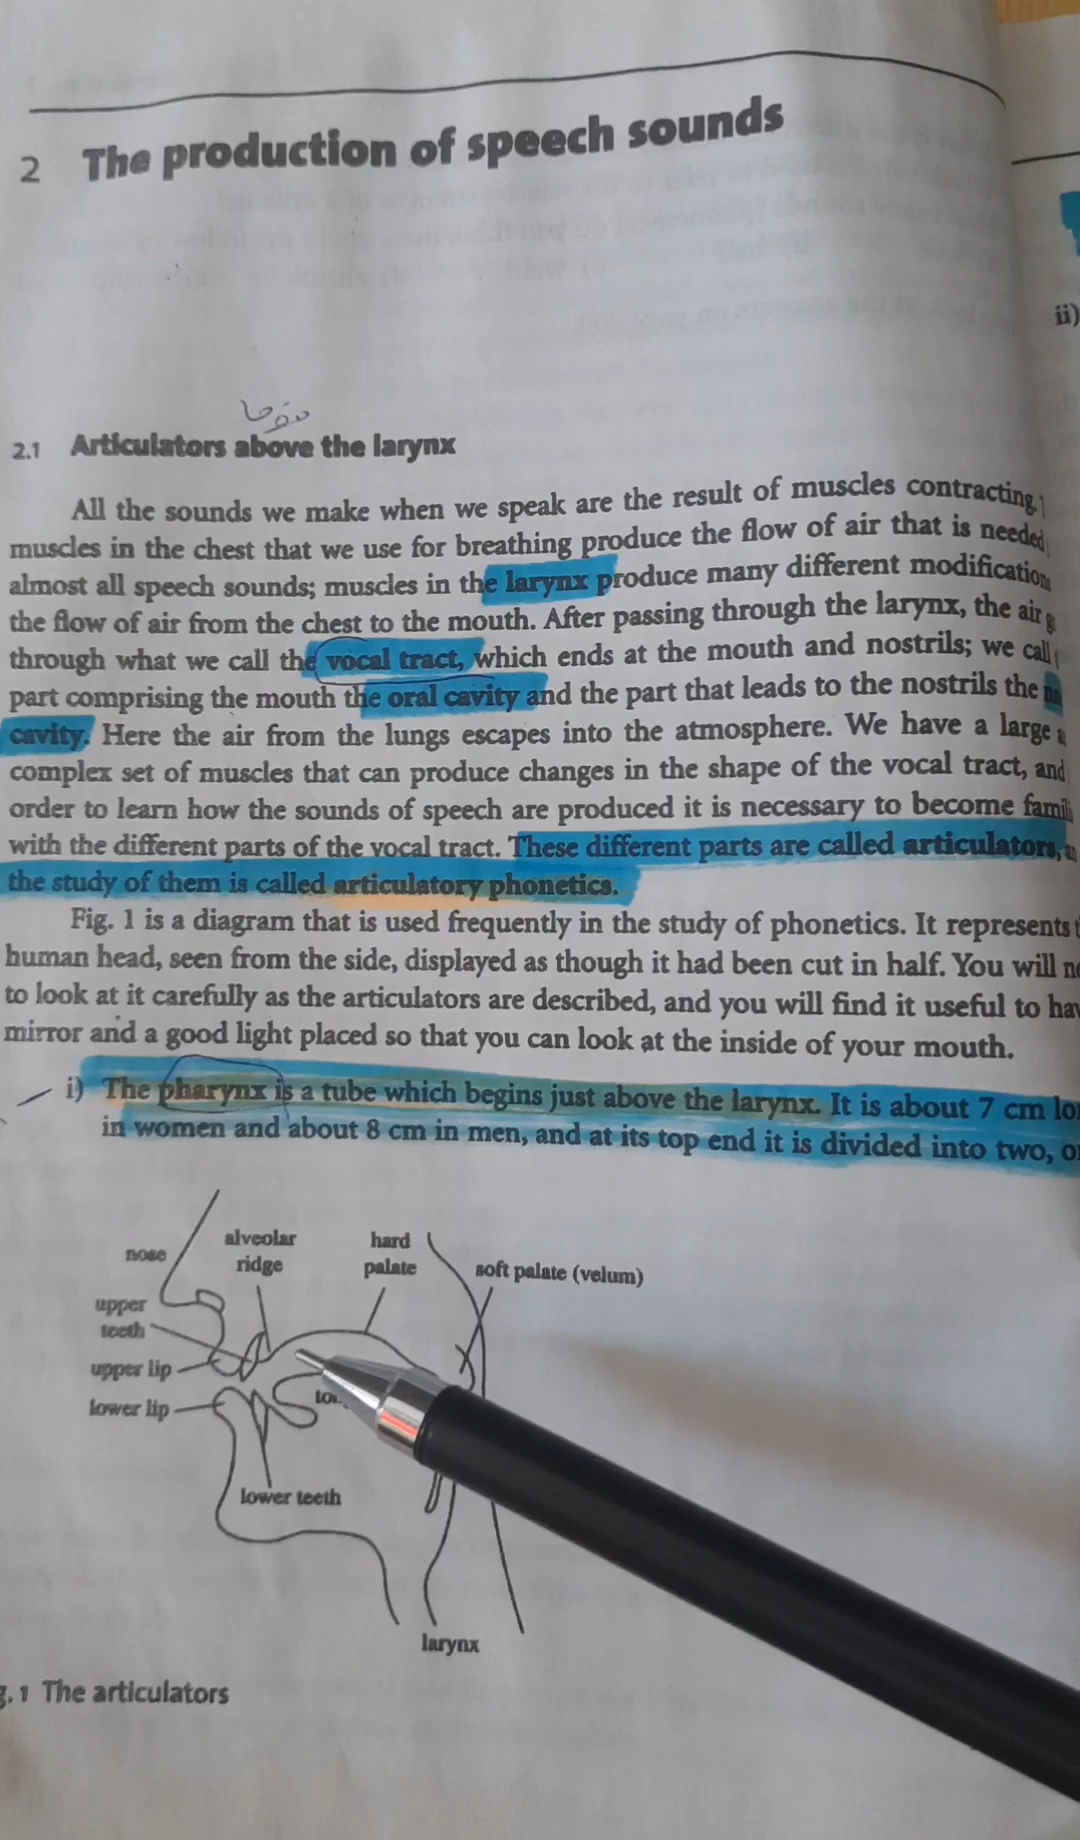 2 The production of speech sounds
ii)
2.1 Articulators above the larynx
All the sounds we make when we speak are the result of muscles contracting.
muscles in the chest that we use for breathing produce the flow of air that is needed
almost all speech sounds; muscles in the larynx produce many different modification
the flow of air from the chest to the mouth. After passing through the larynx, the air g
through what we call the vocal tract, which ends at the mouth and nostrils; we call
part comprising the mouth the oral cavity and the part that leads to the nostrils the
cavity. Here the air from the lungs escapes into the atmosphere. We have a large a
complex set of muscles that can produce changes in the shape of the vocal tract, and
order to learn how the sounds of speech are produced it is necessary to become famili
with the different parts of the vocal tract. These different parts are called articulators, a
the study of them is called articulatory phonetics.
Fig. 1 is a diagram that is used frequently in the study of phonetics. It represents t
human head, seen from the side, displayed as though it had been cut in half. You will ne
to look at it carefully as the articulators are described, and you will find it useful to hav
mirror and a good light placed so that you can look at the inside of your mouth.
i) The pharynx is a tube which begins just above the larynx. It is about 7 cm lo
in women and about 8 cm in men, and at its top end it is divided into two, o
nose
alveolar
ridge
hard
palate
soft palate (velum)
upper
teeth
upper lip
lower lip
lower teeth
larynx
g. 1 The articulators